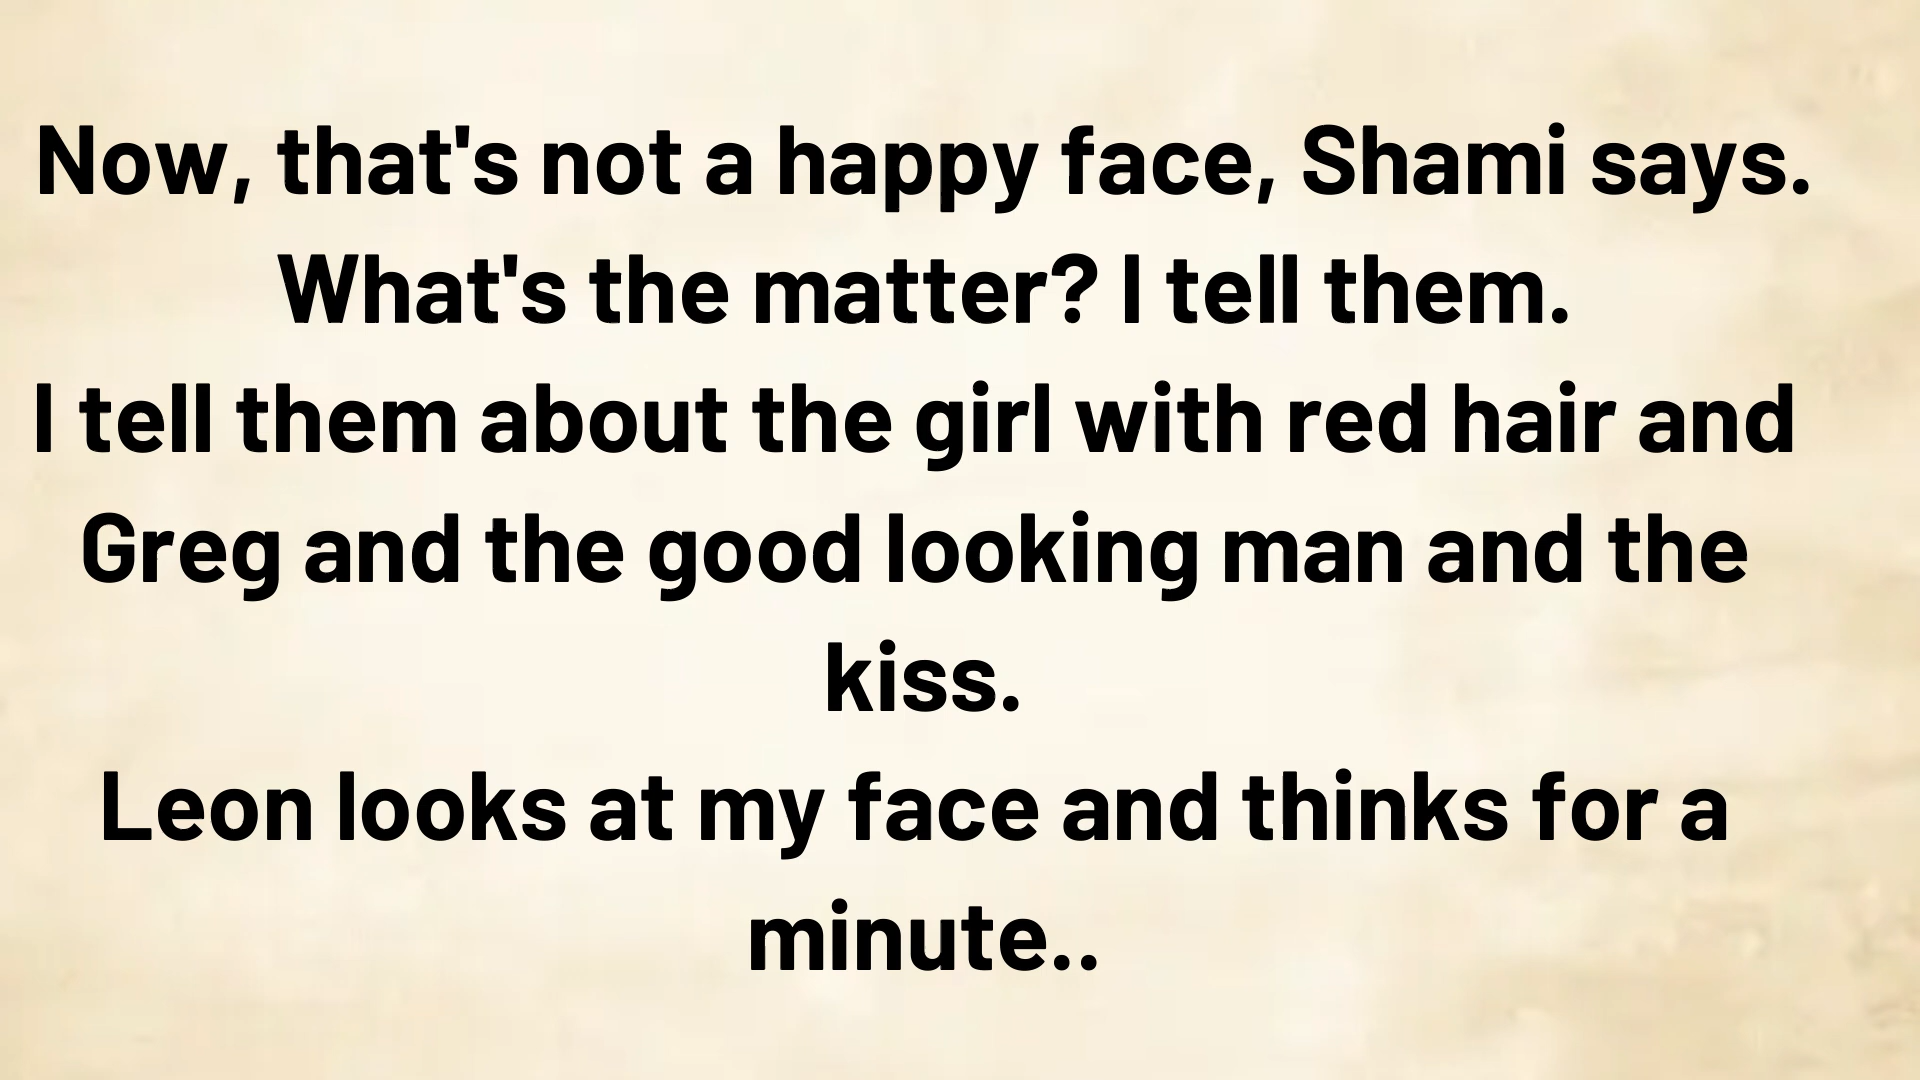 Now, that's not a happy face, Shami says.
What's the matter? I tell them.
I tell them about the girl with red hair and
Greg and the good looking man and the
kiss.
Leon looks at my face and thinks for a
minute..